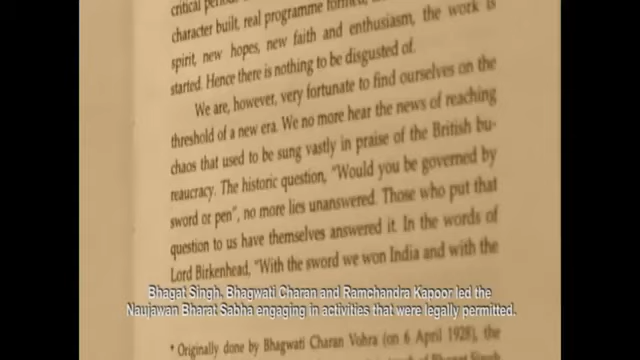 critical
character built, real programme formed,
spirit, new hopes, new faith and enthusiasm, the work is
started. Hence there is nothing to be disgusted of.
We are, however, very fortunate to find ourselves on the
threshold of a new era. We no more hear the news of reaching
chaos that used to be sung vastly in praise of the British bu-
reaucracy. The historic question, "Would you be governed by
sword or pen", no more lies unanswered. Those who put that
question to us have themselves answered it. In the words of
Lord Birkenhead, "With the sword we won India and with the
Bhagat Singh, Bhagwati Charan and Ramchandra Kapoor led the
Naujawan Bharat Sabha engaging in activities that were legally permitted.
* Originally done by Bhagwati Charan Vohra (on 6 April 1928), the
of Bhagat Singh